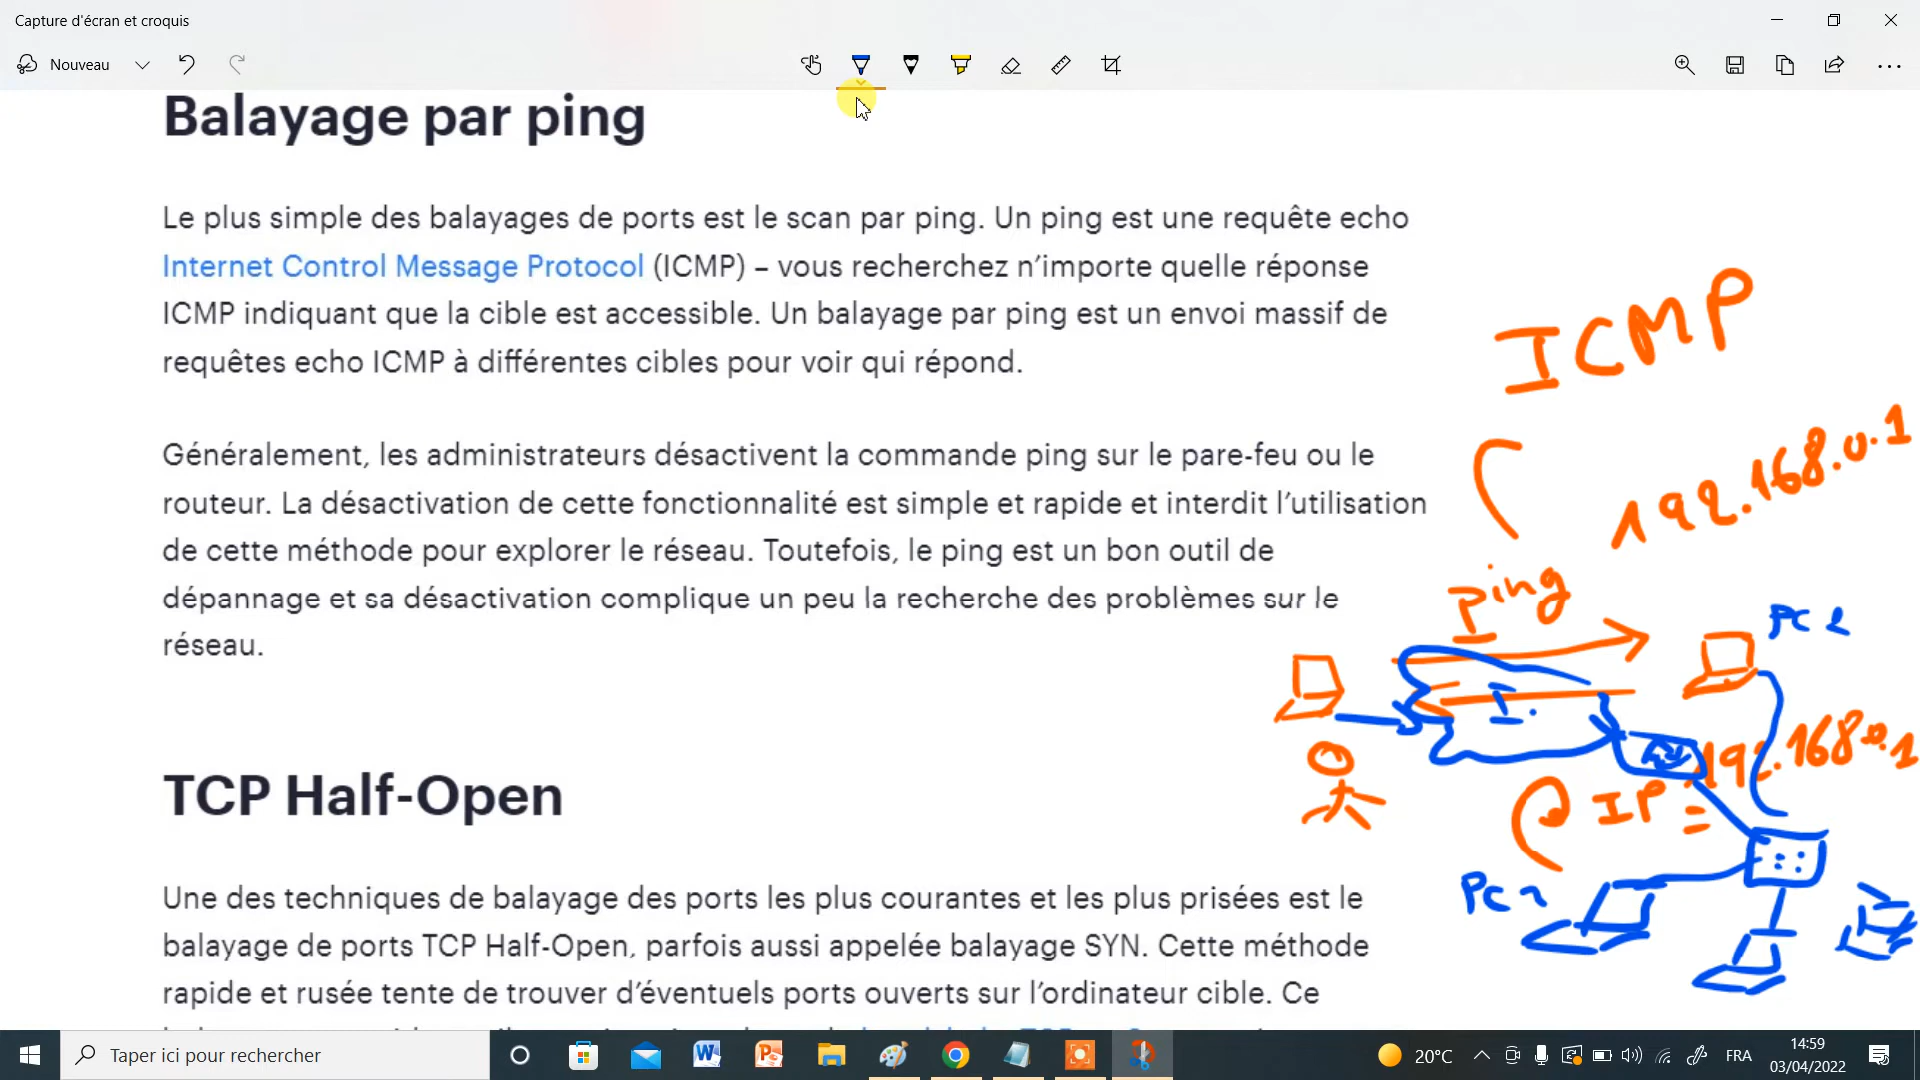 Capture d'écran et croquis
Nouveau
Balayage par ping
Le plus simple des balayages de ports est le scan par ping. Un ping est une requête echo
Internet Control Message Protocol (ICMP) – vous recherchez n'importe quelle réponse
ICMP indiquant que la cible est accessible. Un balayage par ping est un envoi massif de
requêtes echo ICMP à différentes cibles pour voir qui répond.
ICMP
192.168.0.1
Généralement, les administrateurs désactivent la commande ping sur le pare-feu ou le
routeur. La désactivation de cette fonctionnalité est simple et rapide et interdit l'utilisation
de cette méthode pour explorer le réseau. Toutefois, le ping est un bon outil de
dépannage et sa désactivation complique un peu la recherche des problèmes sur le
réseau.
ping
PC 2
I.
192.168.0.1
@ IP =
TCP Half-Open
PC
Une des techniques de balayage des ports les plus courantes et les plus prisées est le
balayage de ports TCP Half-Open, parfois aussi appelée balayage SYN. Cette méthode
rapide et rusée tente de trouver d'éventuels ports ouverts sur l'ordinateur cible. Ce
Taper ici pour rechercher
20°C
FRA
14:59
03/04/2022